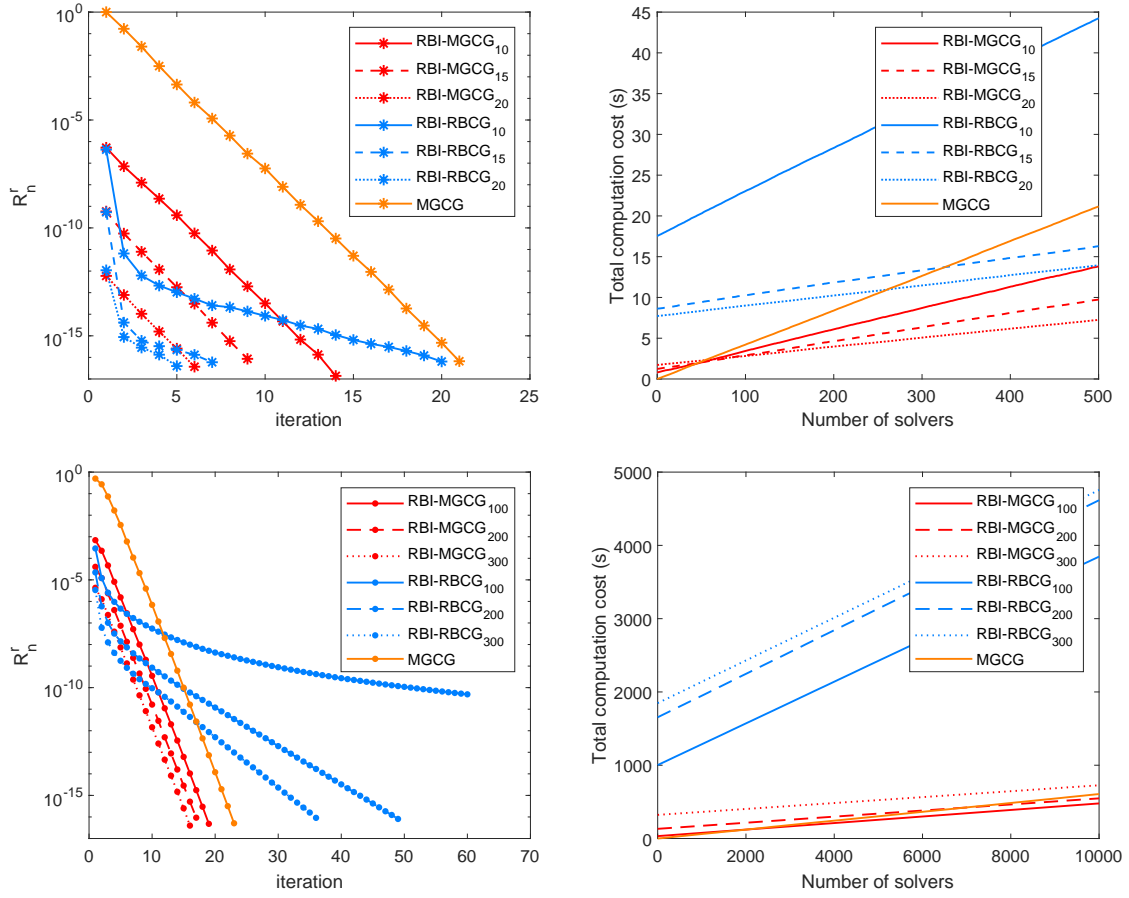 10^0
10^-5
10^-10
10^-15
R_n^r
0
5
10
15
20
25
iteration
RBI-MGCG_10
RBI-MGCG_15
RBI-MGCG_20
RBI-RBCG_10
RBI-RBCG_15
RBI-RBCG_20
MGCG
45
40
35
30
25
20
15
10
5
0
Total computation cost (s)
0
100
200
300
400
500
Number of solvers
RBI-MGCG_10
RBI-MGCG_15
RBI-MGCG_20
RBI-RBCG_10
RBI-RBCG_15
RBI-RBCG_20
MGCG
10^0
10^-5
10^-10
10^-15
R_n^r
0
10
20
30
40
50
60
70
iteration
RBI-MGCG_100
RBI-MGCG_200
RBI-MGCG_300
RBI-RBCG_100
RBI-RBCG_200
RBI-RBCG_300
MGCG
5000
4000
3000
2000
1000
0
Total computation cost (s)
0
2000
4000
6000
8000
10000
Number of solvers
RBI-MGCG_100
RBI-MGCG_200
RBI-MGCG_300
RBI-RBCG_100
RBI-RBCG_200
RBI-RBCG_300
MGCG